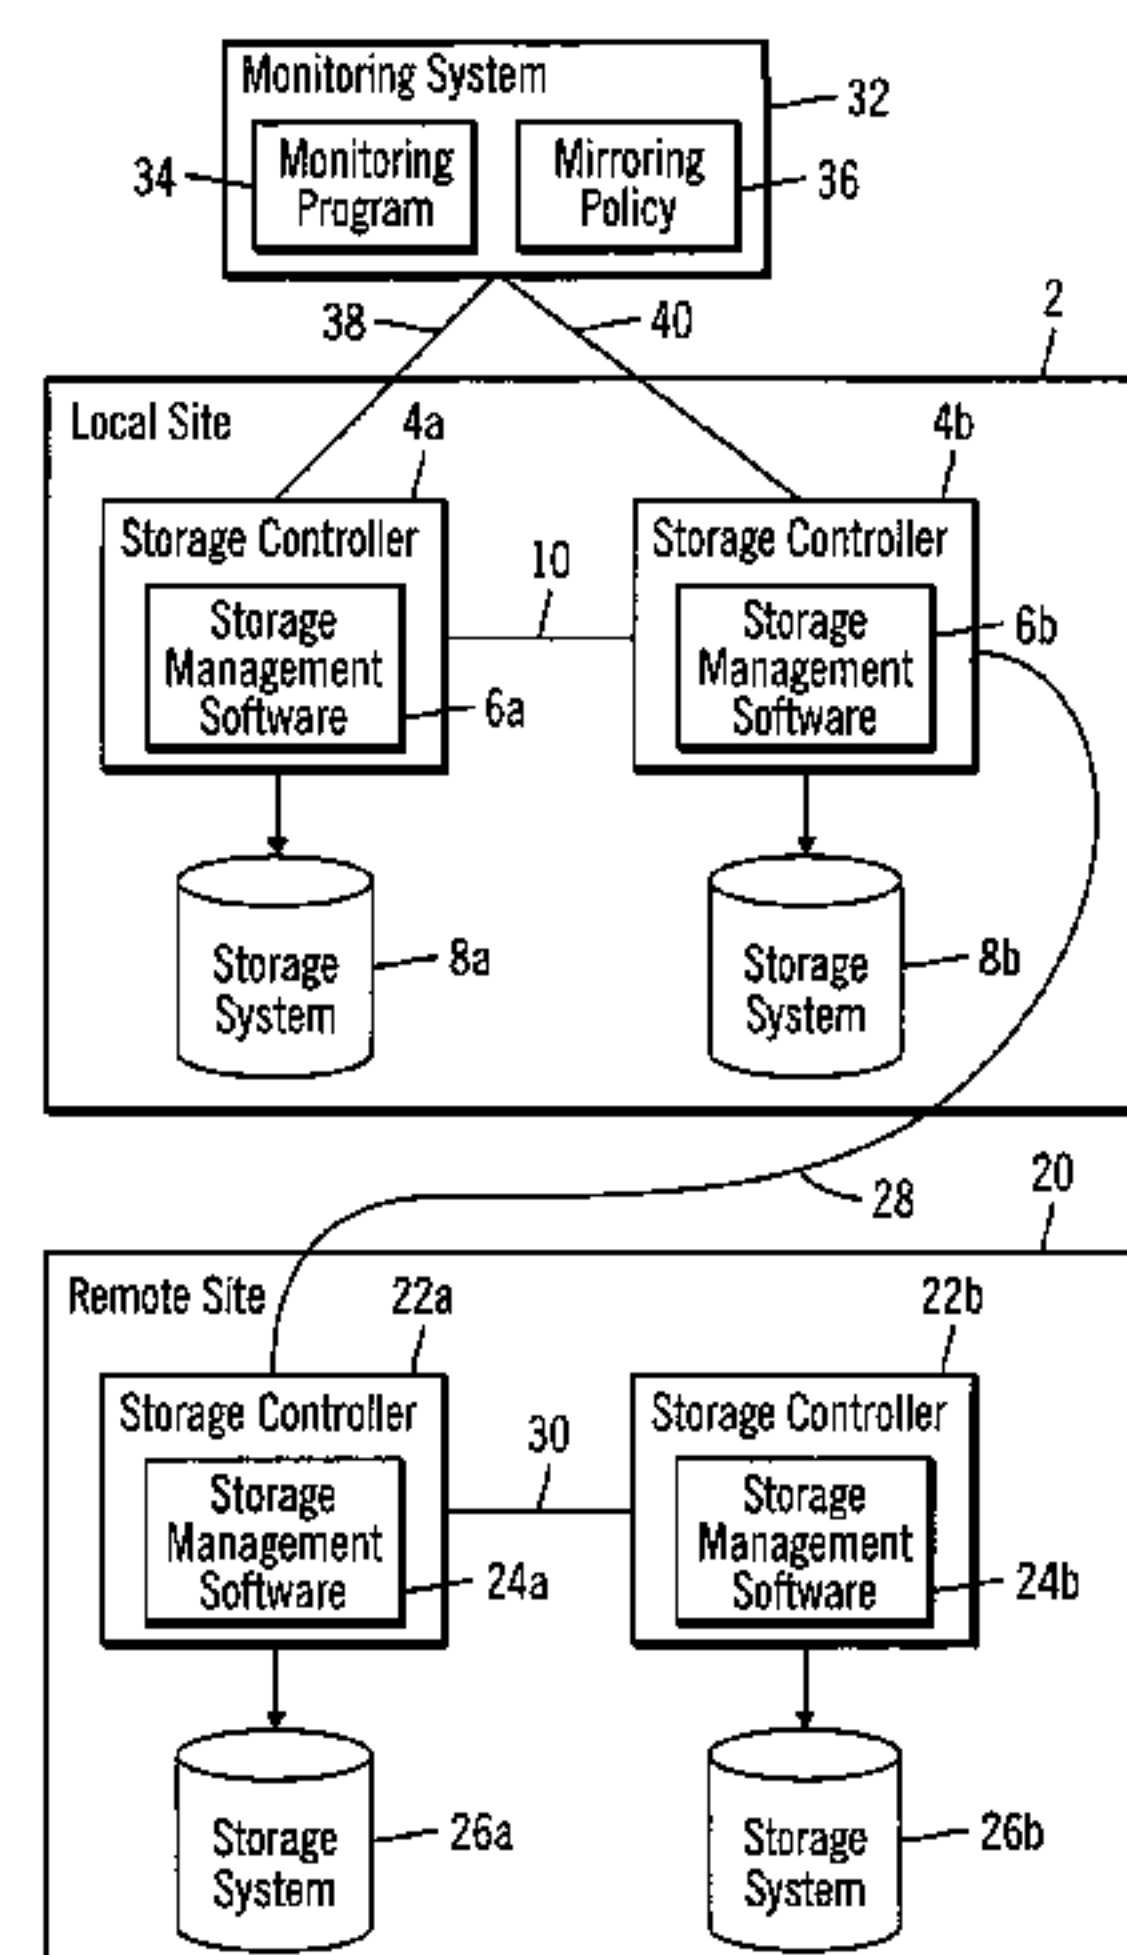 Monitoring System
32
34
Monitoring
Program
Mirroring
Policy
36
38
40
2
Local Site
4a
4b
Storage Controller
Storage
Management
Software
6a
10
Storage Controller
Storage
Management
Software
6b
Storage
System
8a
Storage
System
8b
28
20
Remote Site
22a
22b
Storage Controller
Storage
Management
Software
24a
30
Storage Controller
Storage
Management
Software
24b
Storage
System
26a
Storage
System
26b